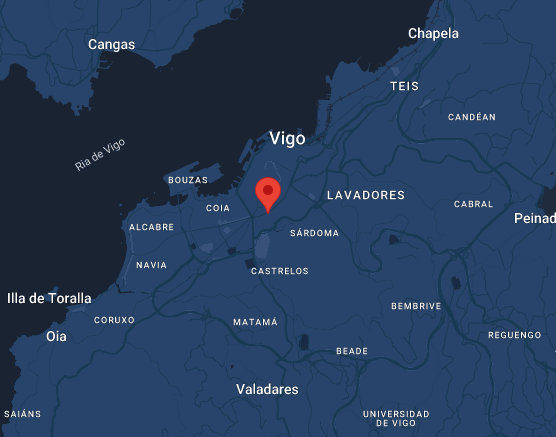 Chapela
Cangas
TEIS
CANDÉAN
Vigo
Ria de Vigo
BOUZAS
LAVADORES
COIA
CABRAL
Peinad
ALCABRE
SÁRDOMA
NAVIA
CASTRELOS
Illa de Toralla
BEMBRIVE
CORUXO
MATAMÁ
Oia
REGUENGO
BEADE
Valadares
SAIÁNS
UNIVERSIDAD
DE VIGO